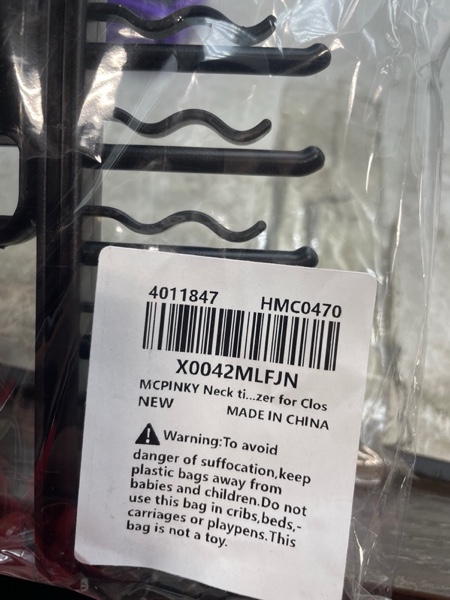 4011847 HMC0470
X0042MLFJN
MCPINKY Neck ti...zer for Clos
NEW MADE IN CHINA
Warning:To avoid
danger of suffocation,keep
plastic bags away from
babies and children.Do not
use this bag in cribs,beds,-
carriages or playpens.This
bag is not a toy.